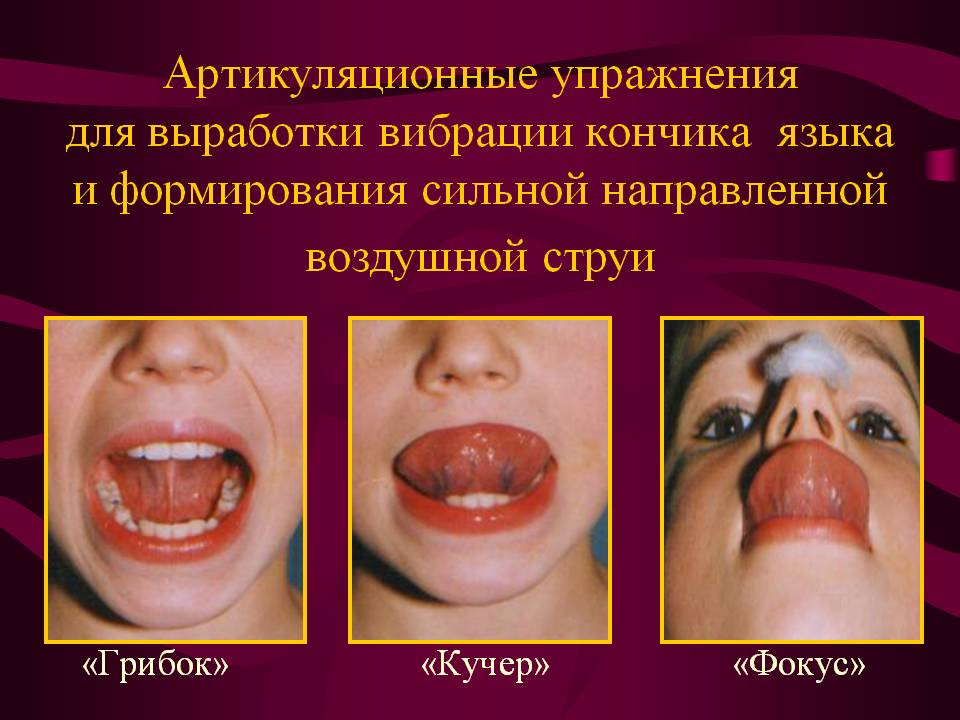 Артикуляционные упражнения
для выработки вибрации кончика языка
и формирования сильной направленной
воздушной струи
«Грибок»
«Кучер»
«Фокус»